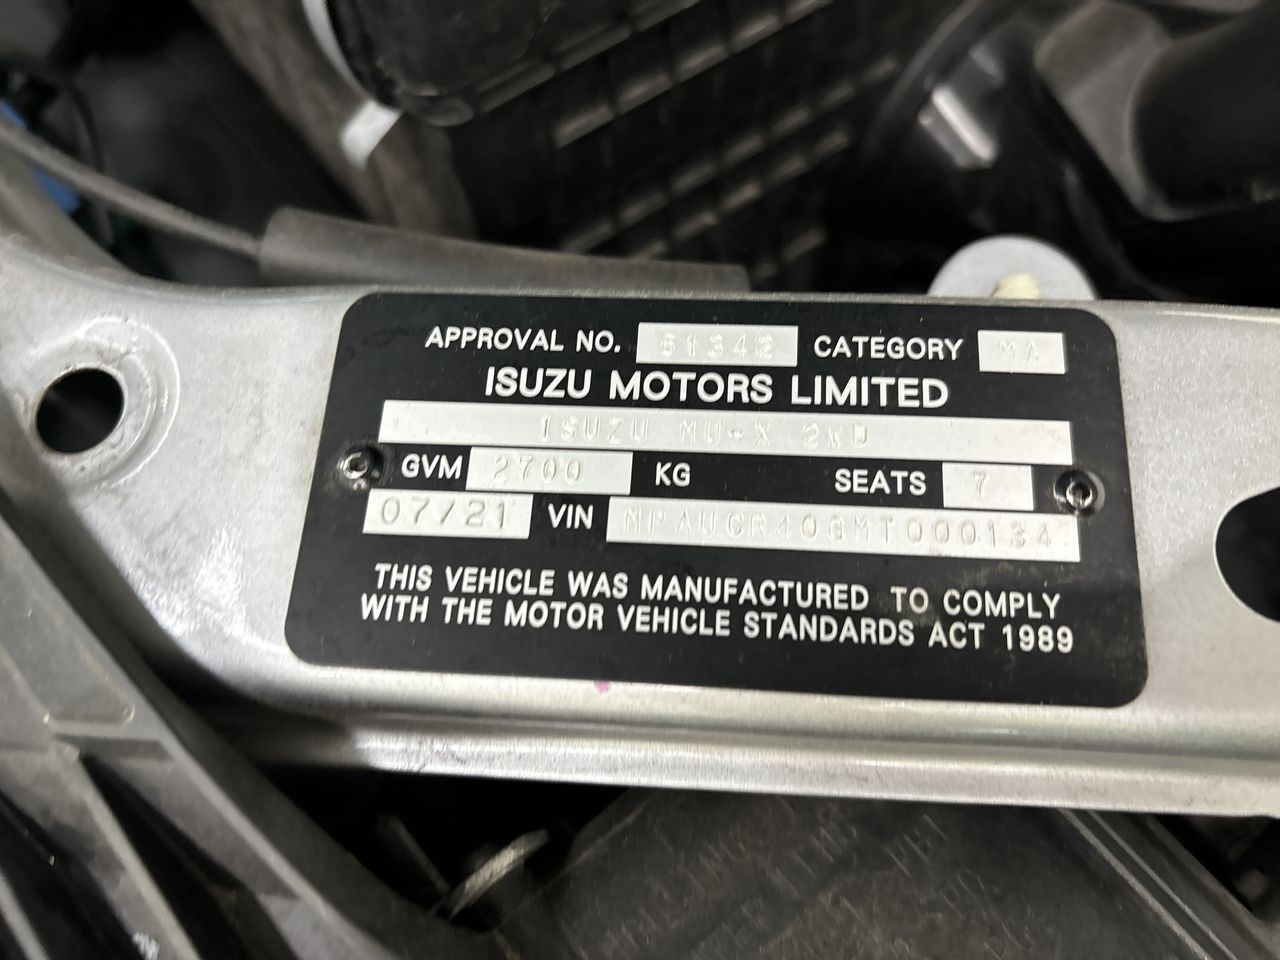 APPROVAL NO. 51342 CATEGORY MA
ISUZU MOTORS LIMITED
ISUZU MU-X 2WD
GVM 2700 KG SEATS 7
07/21 VIN MPAUCR40GMT000134
THIS VEHICLE WAS MANUFACTURED TO COMPLY
WITH THE MOTOR VEHICLE STANDARDS ACT 1989